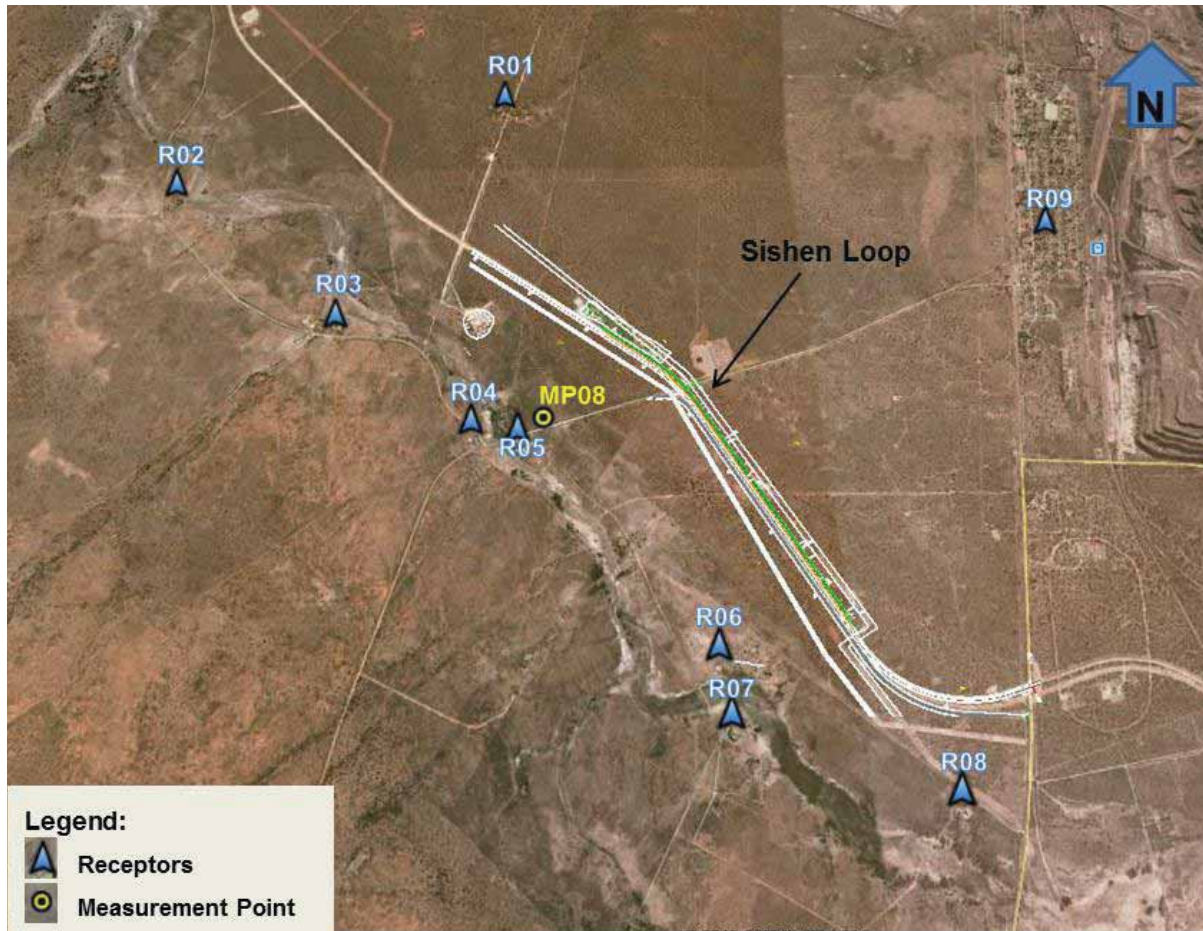 R01
N
R02
R09
Sishen Loop
R03
R04
MP08
R05
R06
R07
R08
Legend:
Receptors
Measurement Point